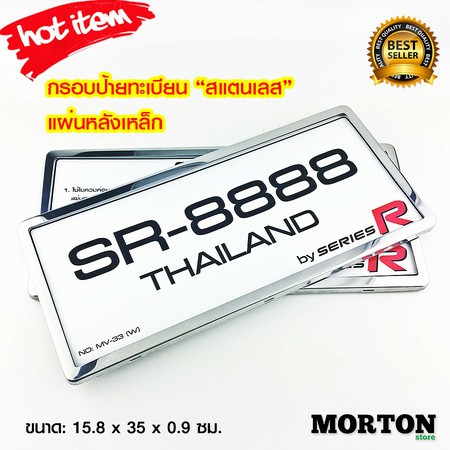 hot item
BEST QUALITY
BEST
SELLER
กรอบป้ายทะเบียน “สแตนเลส”
แผ่นหลังเหล็ก
SR-8888
THAILAND
by SERIES R
NO: MV-33 (W)
R
ขนาด: 15.8 x 35 x 0.9 ซม.
MORTON
store